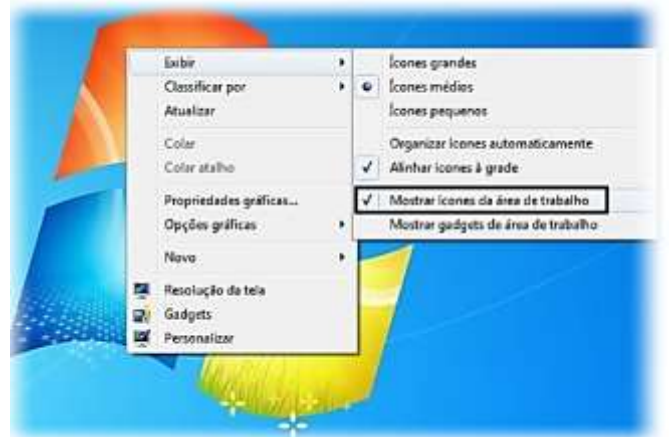 Exibir
Classificar por
Atualizar
Colar
Colar atalho
Propriedades gráficas...
Opções gráficas
Novo
Resolução da tela
Gadgets
Personalizar
Ícones grandes
Ícones médios
Ícones pequenos
Organizar ícones automaticamente
Alinhar ícones à grade
Mostrar ícones da área de trabalho
Mostrar gadgets de área de trabalho